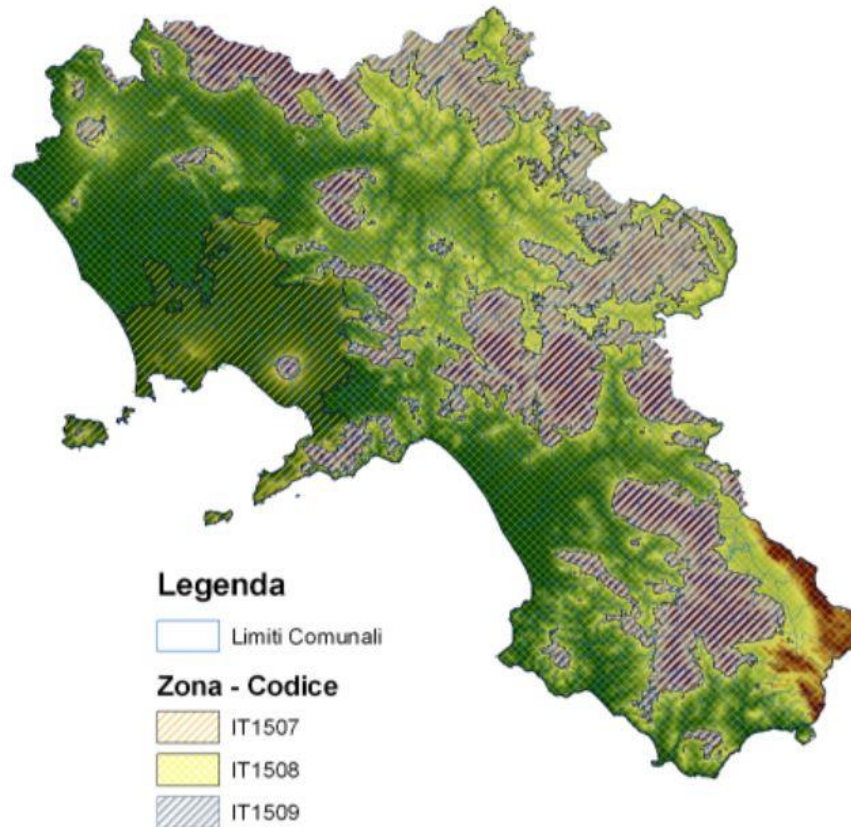 Legenda
Limiti Comunali
Zona - Codice
IT1507
IT1508
IT1509